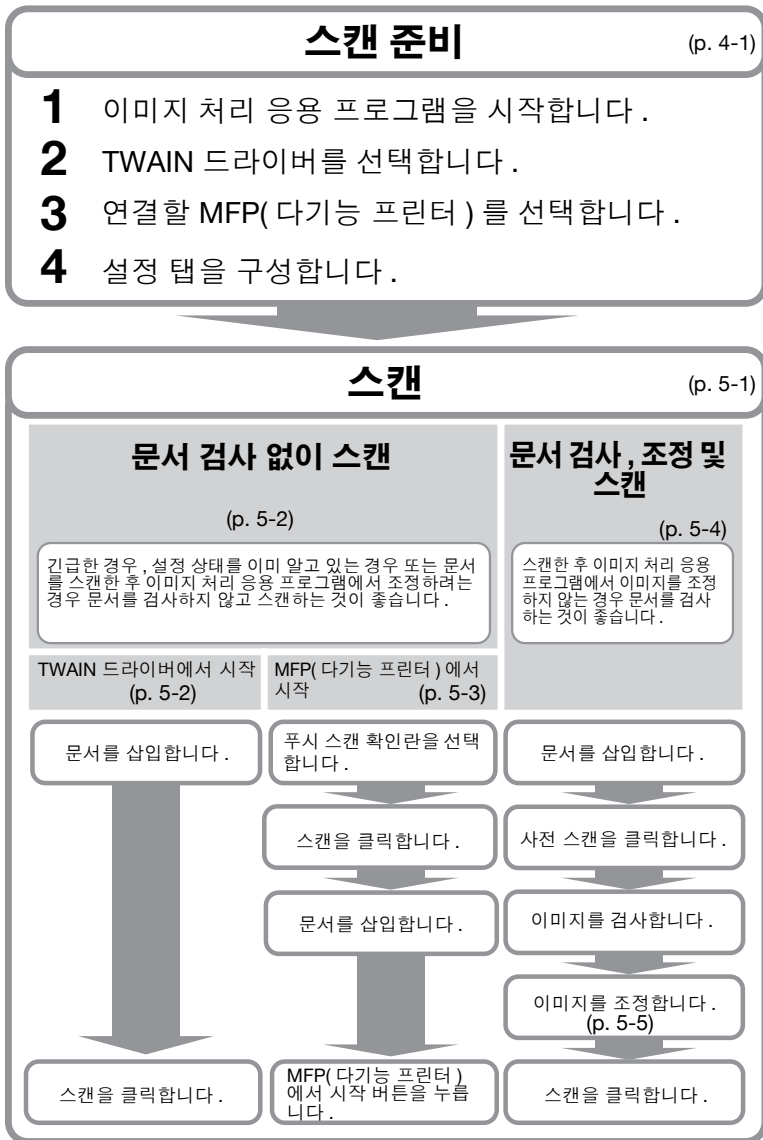 스캔 준비 (p. 4-1)
1 이미지 처리 응용 프로그램을 시작합니다 .
2 TWAIN 드라이버를 선택합니다 .
3 연결할 MFP( 다기능 프린터 ) 를 선택합니다 .
4 설정 탭을 구성합니다 .
스캔 (p. 5-1)
문서 검사 없이 스캔
(p. 5-2)
긴급한 경우 , 설정 상태를 이미 알고 있는 경우 또는 문서
를 스캔한 후 이미지 처리 응용 프로그램에서 조정하려는
경우 문서를 검사하지 않고 스캔하는 것이 좋습니다 .
TWAIN 드라이버에서 시작
(p. 5-2)
문서를 삽입합니다 .
스캔을 클릭합니다 .
MFP( 다기능 프린터 ) 에서
시작 (p. 5-3)
푸시 스캔 확인란을 선택
합니다 .
스캔을 클릭합니다 .
문서를 삽입합니다 .
MFP( 다기능 프린터 )
에서 시작 버튼을 누릅
니다 .
문서 검사 , 조정 및
스캔
(p. 5-4)
스캔한 후 이미지 처리 응용
프로그램에서 이미지를 조정
하지 않는 경우 문서를 검사
하는 것이 좋습니다 .
문서를 삽입합니다 .
사전 스캔을 클릭합니다 .
이미지를 검사합니다 .
이미지를 조정합니다 .
(p. 5-5)
스캔을 클릭합니다 .